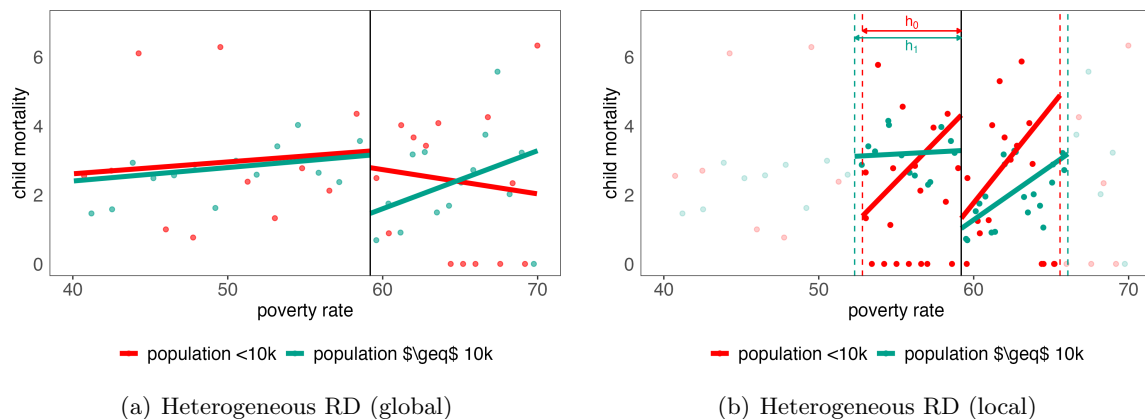 child mortality
6
4
2
0
40
50
60
70
poverty rate
population <10k
population $\geq$ 10k
(a) Heterogeneous RD (global)
child mortality
6
4
2
0
h0
h1
40
50
60
70
poverty rate
population <10k
population $\geq$ 10k
(b) Heterogeneous RD (local)